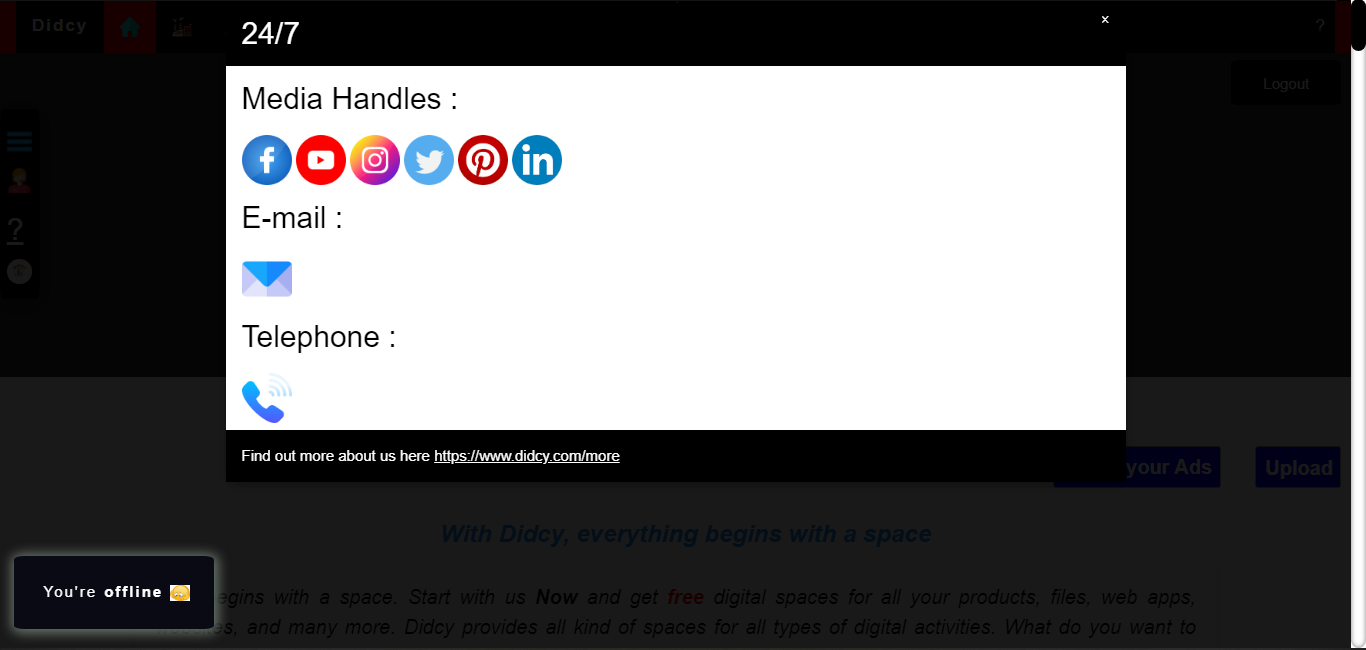 Didcy
?
24/7
×
Logout
Media Handles :
E-mail :
?
Telephone :
Find out more about us here https://www.didcy.com/more
your Ads
Upload
With Didcy, everything begins with a space
You're offline
egins with a space. Start with us Now and get free digital spaces for all your products, files, web apps,
and many more. Didcy provides all kind of spaces for all types of digital activities. What do you want to